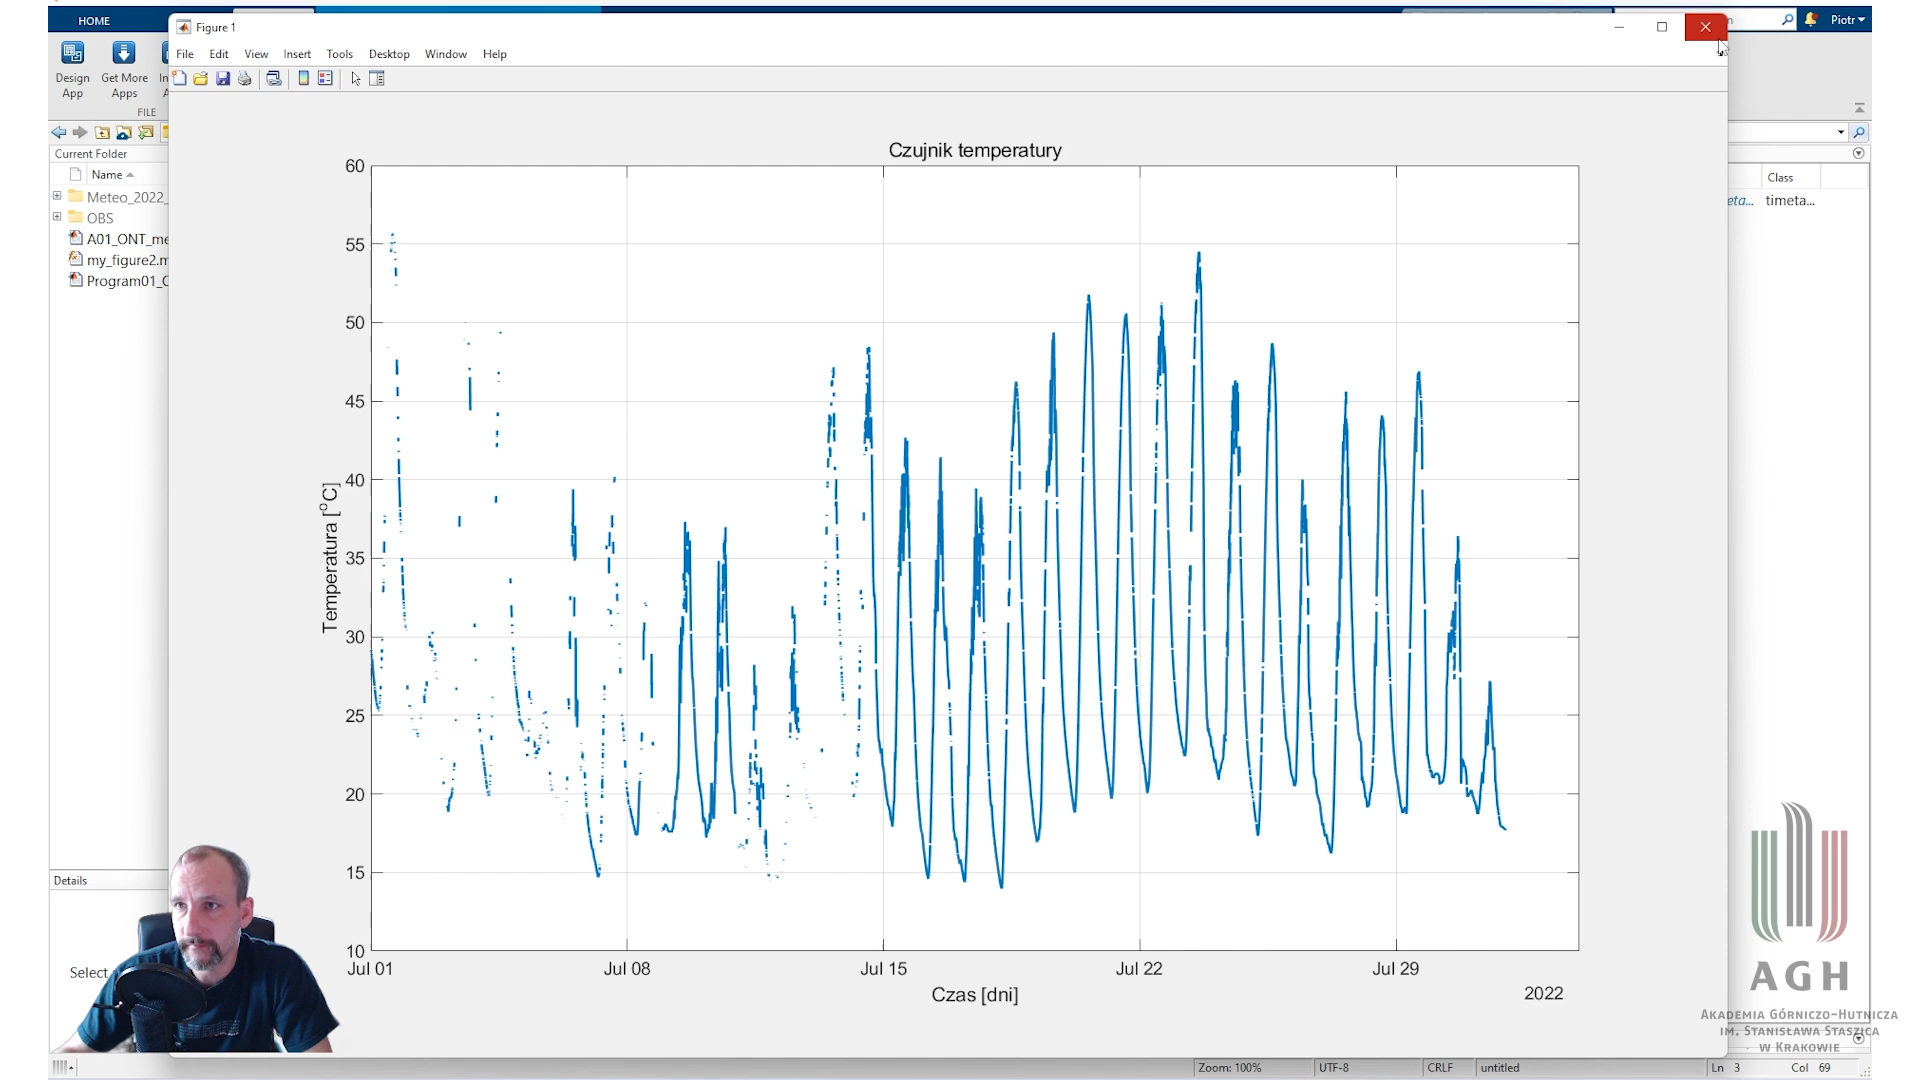 HOME
Figure 1
Piotr
File Edit View Insert Tools Desktop Window Help
Design
App
Get More
Apps
FILE
Current Folder
Name
Class
Meteo_2022_
timeta...
OBS
A01_ONT_me
my_figure2.m
Program01_
Czujnik temperatury
60
55
50
45
40
35
30
25
20
15
10
Temperatura [°C]
Jul 01 Jul 08 Jul 15 Jul 22 Jul 29
Czas [dni]
2022
Details
Select
AGH
AKADEMIA GÓRNICZO-HUTNICZA
IM. STANISŁAWA STASZICA
W KRAKOWIE
Zoom: 100% UTF-8 CRLF untitled Ln 3 Col 69